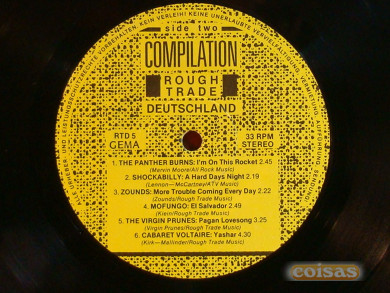 KEIN VERLEIH! KEINE UNERLAUBTE
side two
COMPILATION
ROUGH
TRADE
DEUTSCHLAND
RTD 5
GEMA
33 RPM
STEREO
1. THE PANTHER BURNS: I'm On This Rocket 2.45
(Marvin Moore/All Rock Music)
2. SHOCKABILLY: A Hard Days Night 2.19
(Lennon—McCartney/ATV Music)
3. ZOUNDS: More Trouble Coming Every Day 2.22
(Zounds/Rough Trade Music)
4. MOFUNGO: El Salvador 2.49
(Klein/Rough Trade Music)
5. THE VIRGIN PRUNES: Pagan Lovesong 3.25
(Virgin Prunes/Rough Trade Music)
6. CABARET VOLTAIRE: Yashar 4.30
(Kirk—Mallinder/Rough Trade Music)
coisas